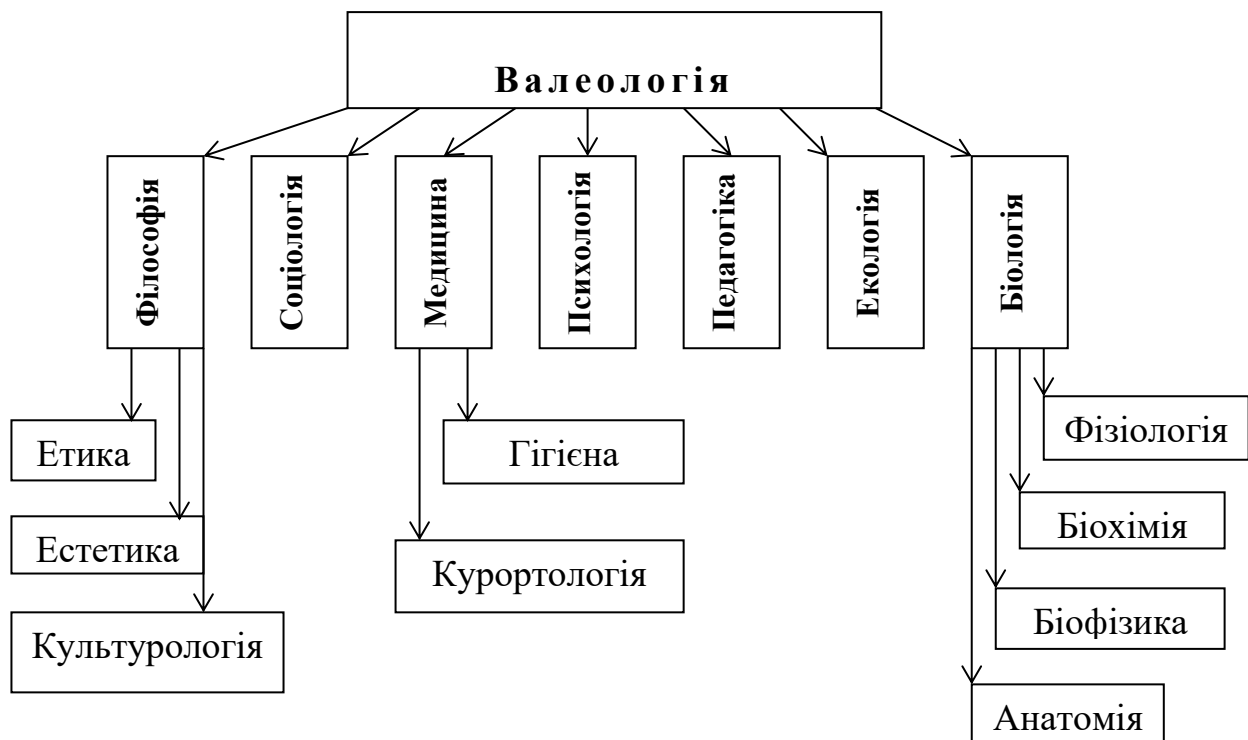 Валеологія
Філософія
Соціологія
Медицина
Психологія
Педагогіка
Екологія
Біологія
Етика
Естетика
Культурологія
Гігієна
Курортологія
Фізіологія
Біохімія
Біофізика
Анатомія